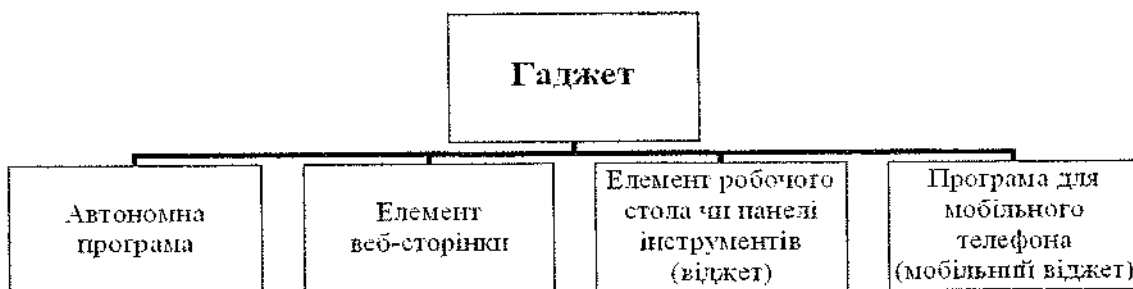 Гаджет
Автономна
програма
Елемент
веб-сторінки
Елемент робочого
стола чи панелі
інструментів
(віджет)
Програма для
мобільного
телефона
(мобільний віджет)